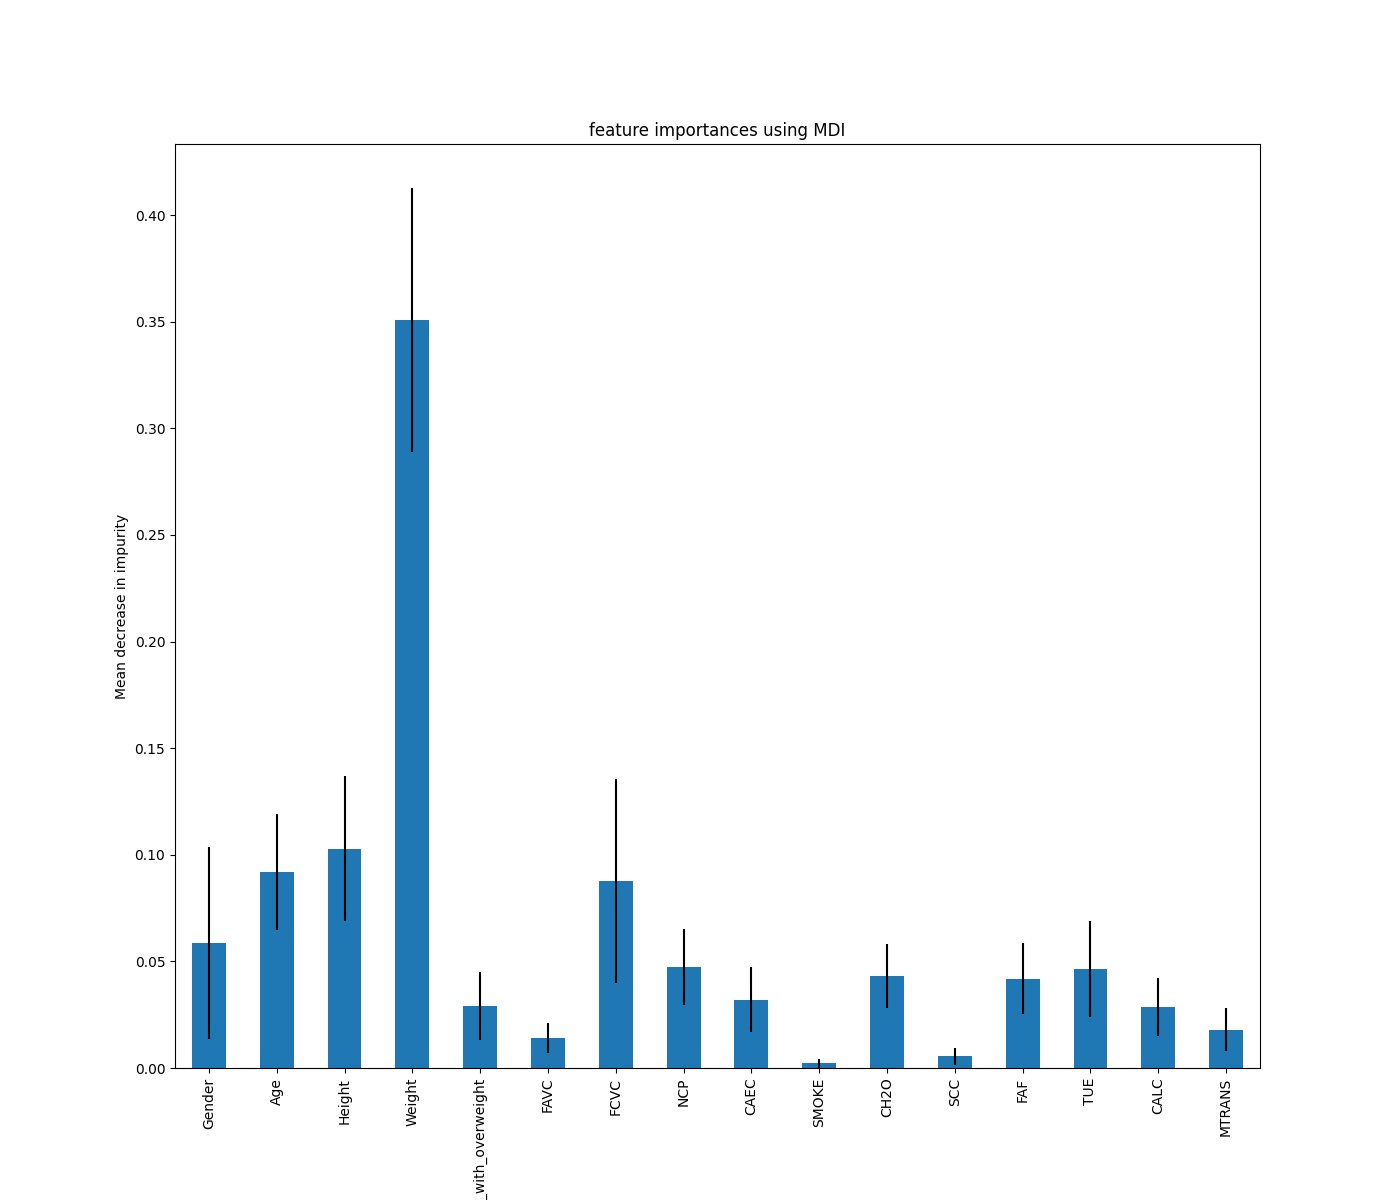 feature importances using MDI
Mean decrease in impurity
0.40
0.35
0.30
0.25
0.20
0.15
0.10
0.05
0.00
Gender
Age
Height
Weight
_with_overweight
FAVC
FCVC
NCP
CAEC
SMOKE
CH2O
SCC
FAF
TUE
CALC
MTRANS